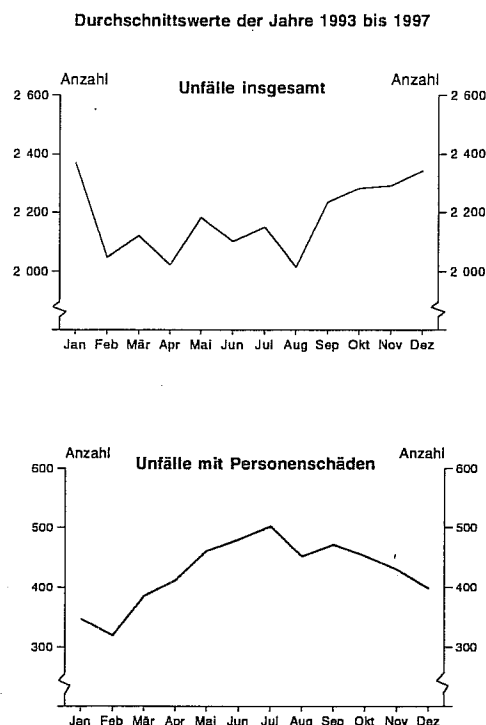 Durchschnittswerte der Jahre 1993 bis 1997
Anzahl Unfälle insgesamt Anzahl
2 600 2 600
2 400 2 400
2 200 2 200
2 000 2 000
Jan Feb Mär Apr Mai Jun Jul Aug Sep Okt Nov Dez
Anzahl Unfälle mit Personenschäden Anzahl
600 600
500 500
400 400
300 300
Jan Feb Mär Apr Mai Jun Jul Aug Sep Okt Nov Dez